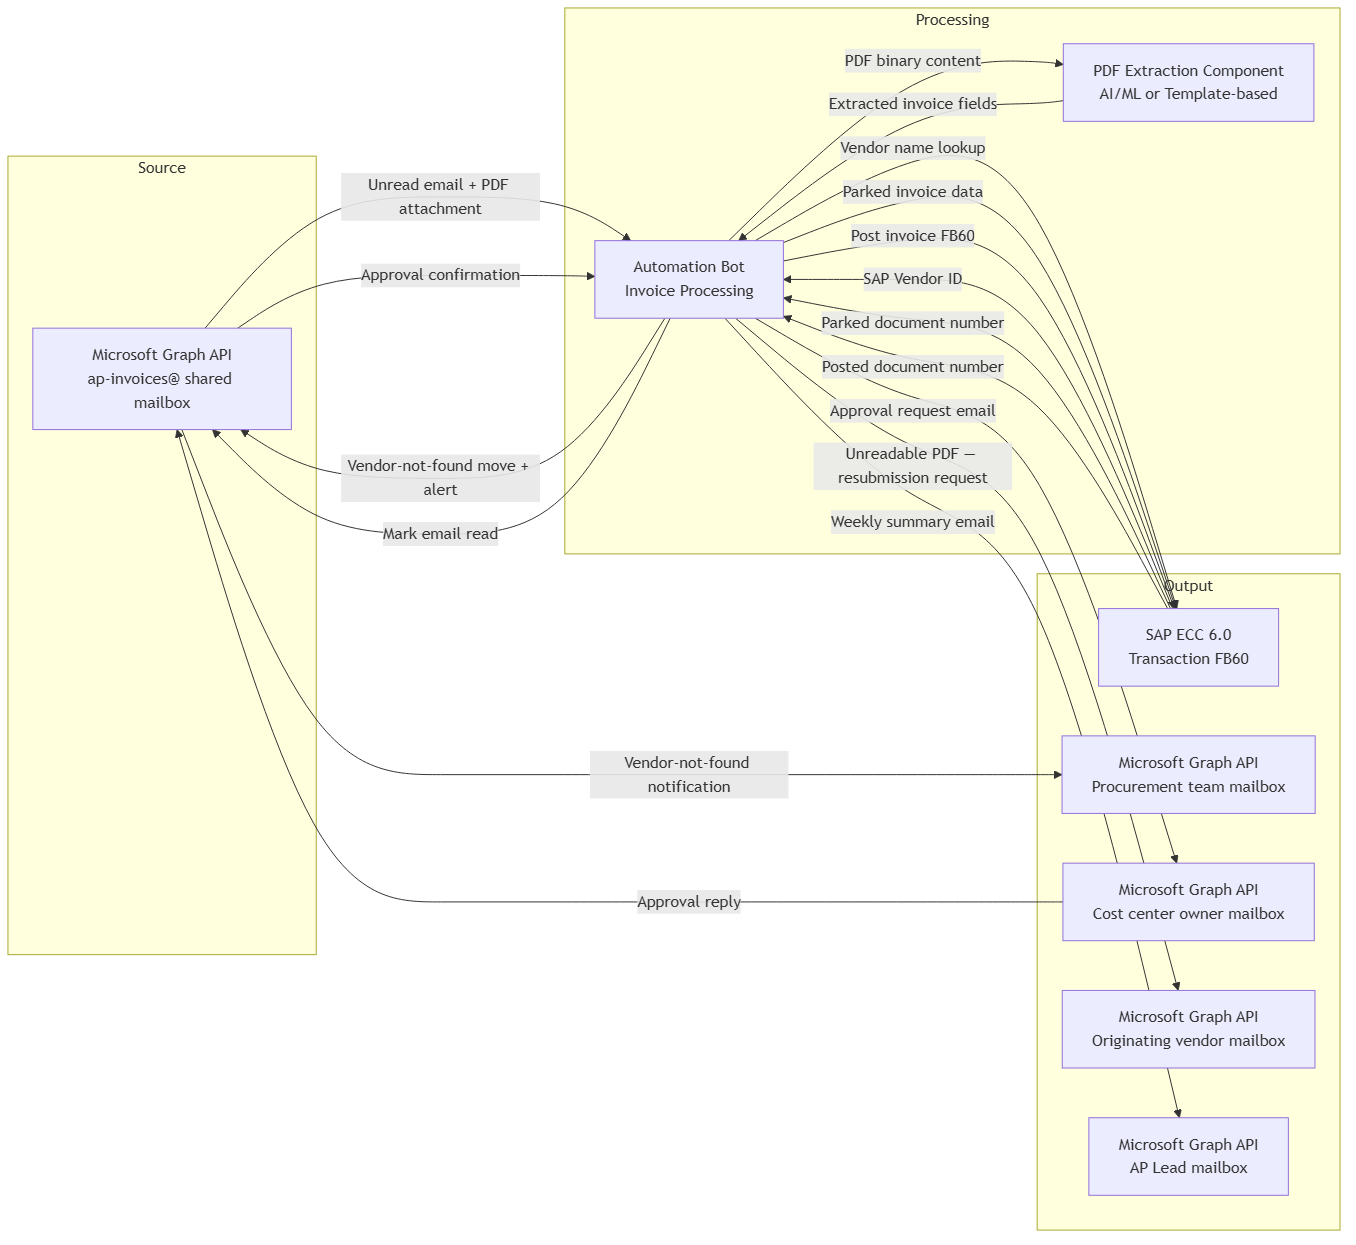 Processing
PDF binary content
PDF Extraction Component
AI/ML or Template-based
Extracted invoice fields
Vendor name lookup
Source
Unread email + PDF
attachment
Parked invoice data
Post invoice FB60
Automation Bot
Invoice Processing
Approval confirmation
SAP Vendor ID
Parked document number
Microsoft Graph API
ap-invoices@ shared
mailbox
Posted document number
Approval request email
Unreadable PDF —
resubmission request
Vendor-not-found move +
alert
Weekly summary email
Mark email read
Output
SAP ECC 6.0
Transaction FB60
Vendor-not-found
notification
Microsoft Graph API
Procurement team mailbox
Approval reply
Microsoft Graph API
Cost center owner mailbox
Microsoft Graph API
Originating vendor mailbox
Microsoft Graph API
AP Lead mailbox